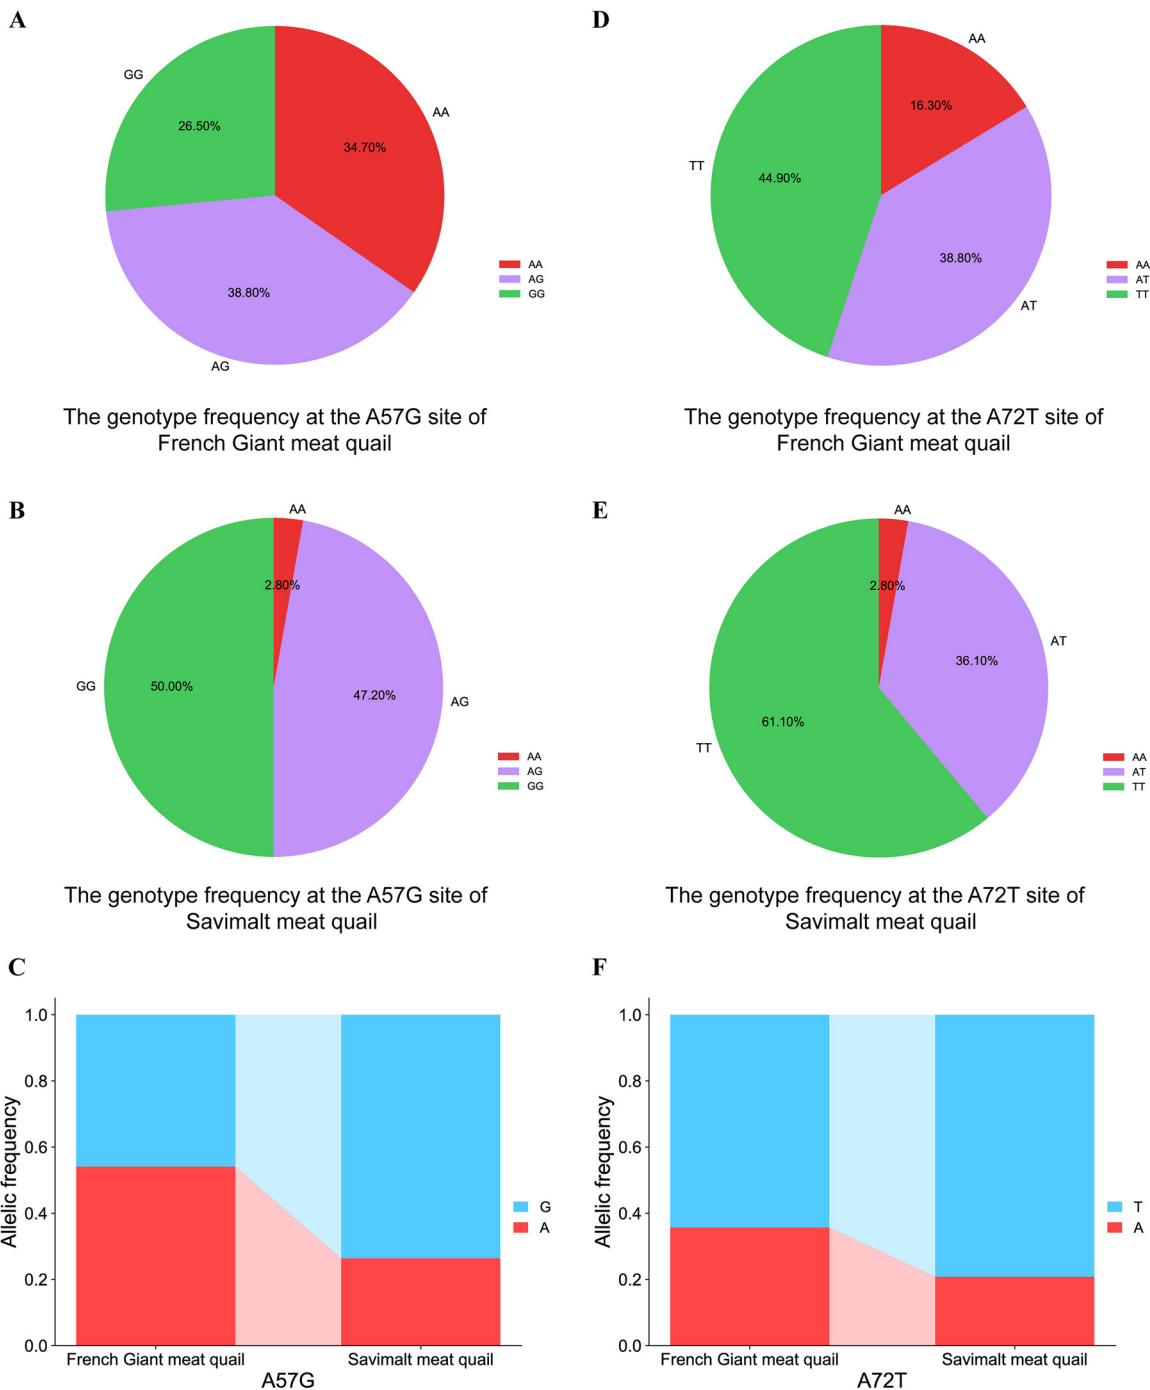 A
GG
AA
26.50%
34.70%
38.80%
AG
AA
AG
GG
The genotype frequency at the A57G site of
French Giant meat quail
D
AA
16.30%
TT
44.90%
38.80%
AT
AA
AT
TT
The genotype frequency at the A72T site of
French Giant meat quail
B
AA
2.80%
GG
50.00%
47.20%
AG
AA
AG
GG
The genotype frequency at the A57G site of
Savimalt meat quail
E
AA
2.80%
AT
36.10%
61.10%
TT
AA
AT
TT
The genotype frequency at the A72T site of
Savimalt meat quail
C
Allelic frequency
1.0
0.8
0.6
0.4
0.2
0.0
G
A
French Giant meat quail
Savimalt meat quail
A57G
F
Allelic frequency
1.0
0.8
0.6
0.4
0.2
0.0
T
A
French Giant meat quail
Savimalt meat quail
A72T